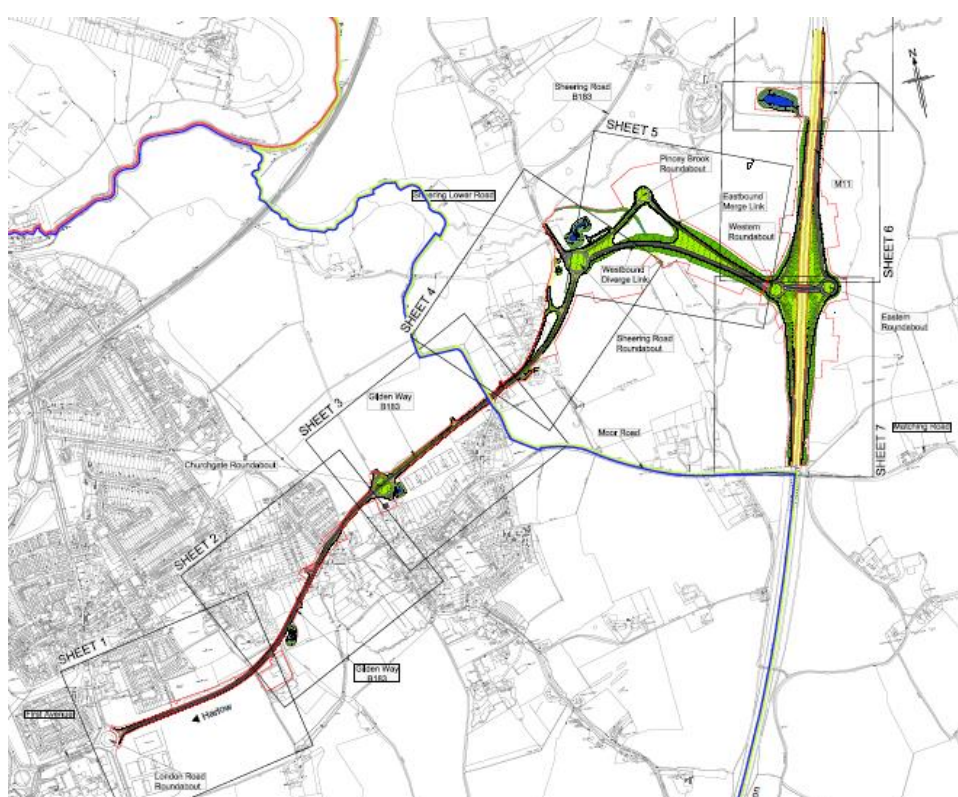 Sheering Road
B183
N
SHEET 5
Pincey Brook
Roundabout
M11
Sheering Lower Road
Eastbound
Merge Link
Western
Roundabout
SHEET 6
Westbound
Diverge Link
SHEET 4
Eastern
Roundabout
Sheering Road
Roundabout
Gilden Way
B183
SHEET 3
Moor Road
Matching Road
SHEET 7
Churchgate Roundabout
SHEET 2
SHEET 1
Gilden Way
B183
First Avenue
Harlow
London Road
Roundabout